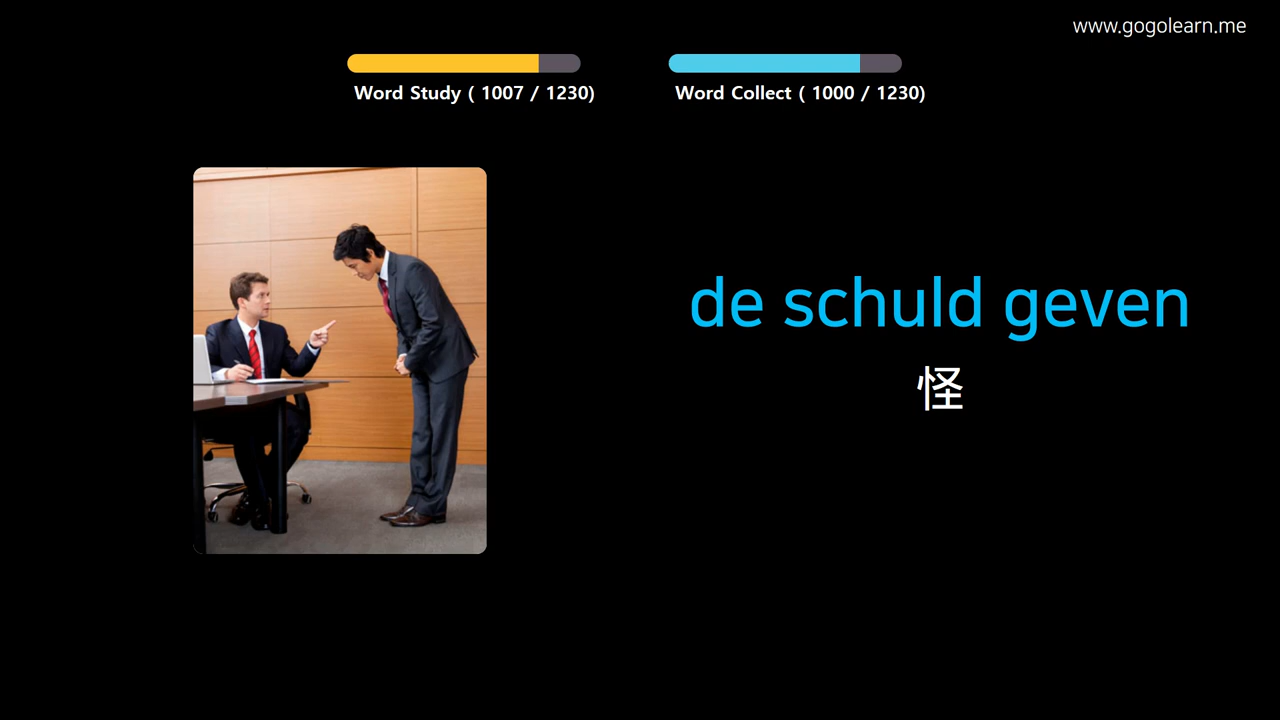 www.gogolearn.me
Word Study ( 1007 / 1230)
Word Collect ( 1000 / 1230)
de schuld geven
怪